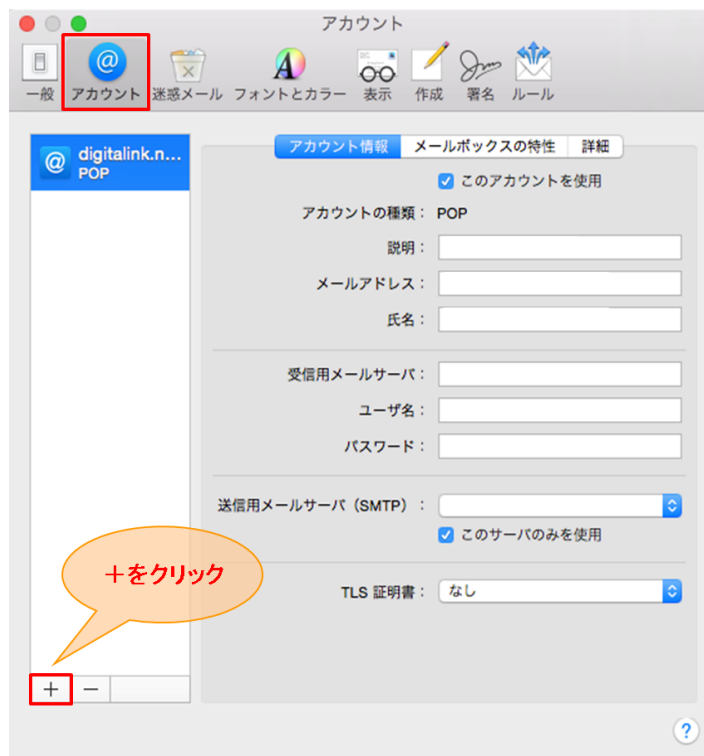 アカウント
一般 アカウント 迷惑メール フォントとカラー 表示 作成 署名 ルール
digitalink.n...
POP
アカウント情報 メールボックスの特性 詳細
このアカウントを使用
アカウントの種類： POP
説明：
メールアドレス：
氏名：
受信用メールサーバ：
ユーザ名：
パスワード：
送信用メールサーバ（SMTP）：
このサーバのみを使用
＋をクリック
TLS 証明書： なし
+ −
?